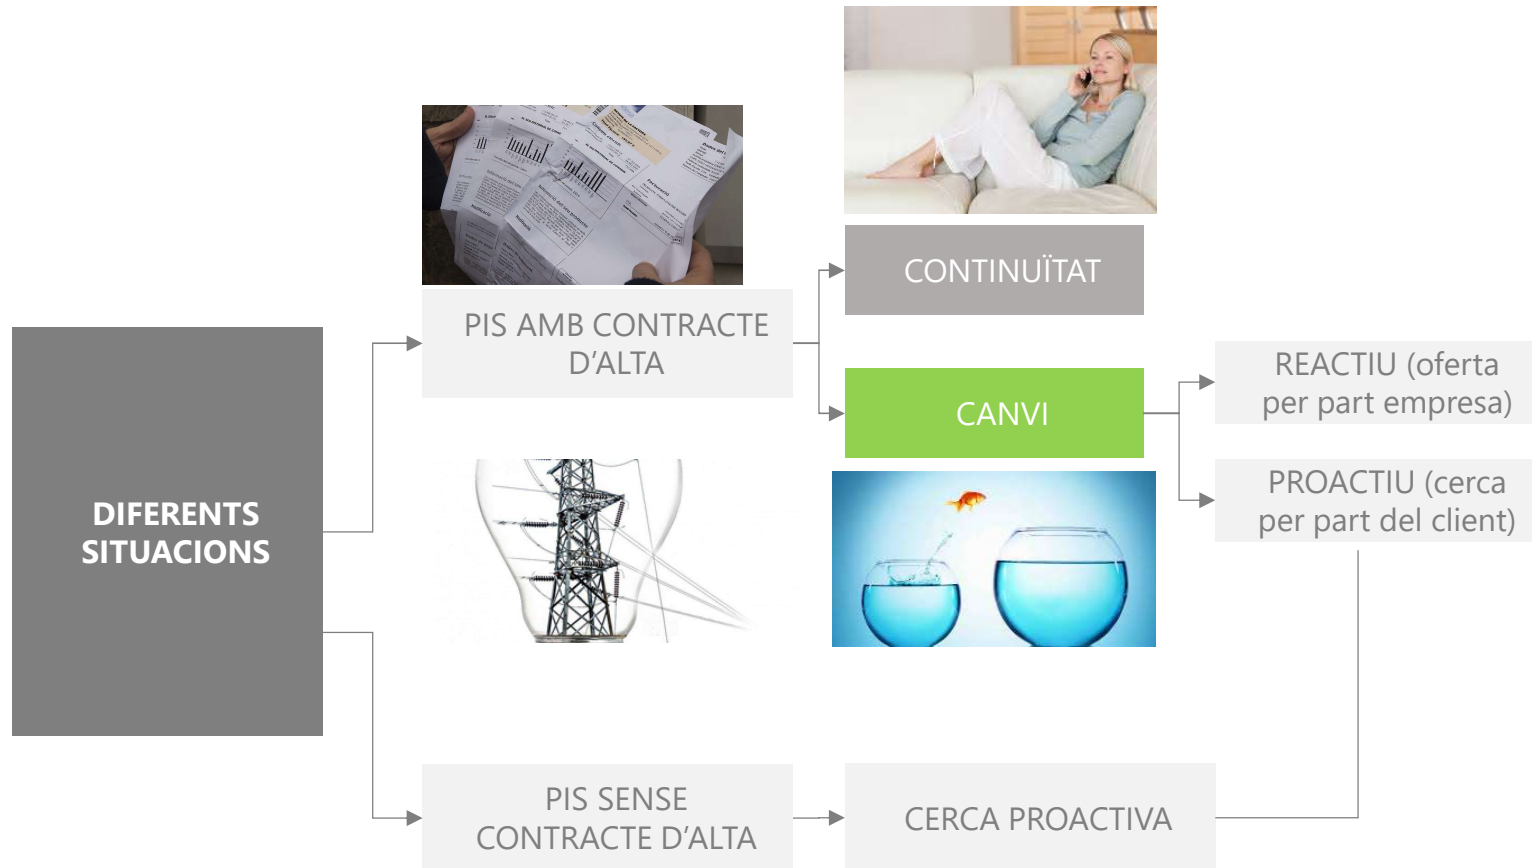 CONTINUÏTAT
PIS AMB CONTRACTE
D’ALTA
REACTIU (oferta
per part empresa)
CANVI
PROACTIU (cerca
per part del client)
DIFERENTS
SITUACIONS
PIS SENSE
CONTRACTE D’ALTA
CERCA PROACTIVA